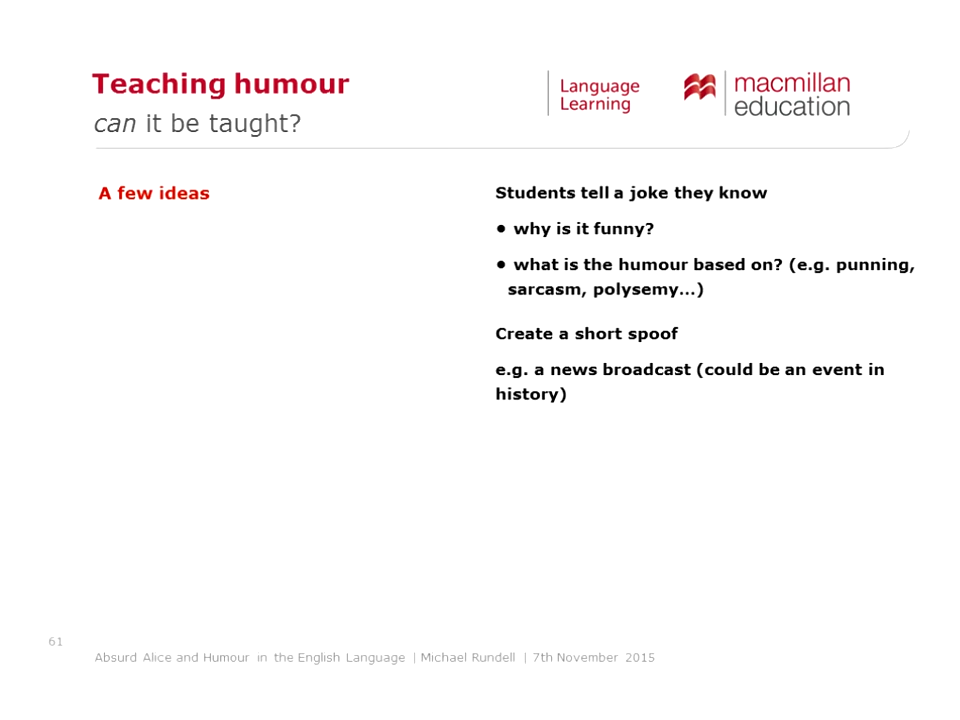 Teaching humour
can it be taught?
Language
Learning
macmillan
education
A few ideas
Students tell a joke they know
• why is it funny?
• what is the humour based on? (e.g. punning,
sarcasm, polysemy...)
Create a short spoof
e.g. a news broadcast (could be an event in
history)
61
Absurd Alice and Humour in the English Language | Michael Rundell | 7th November 2015